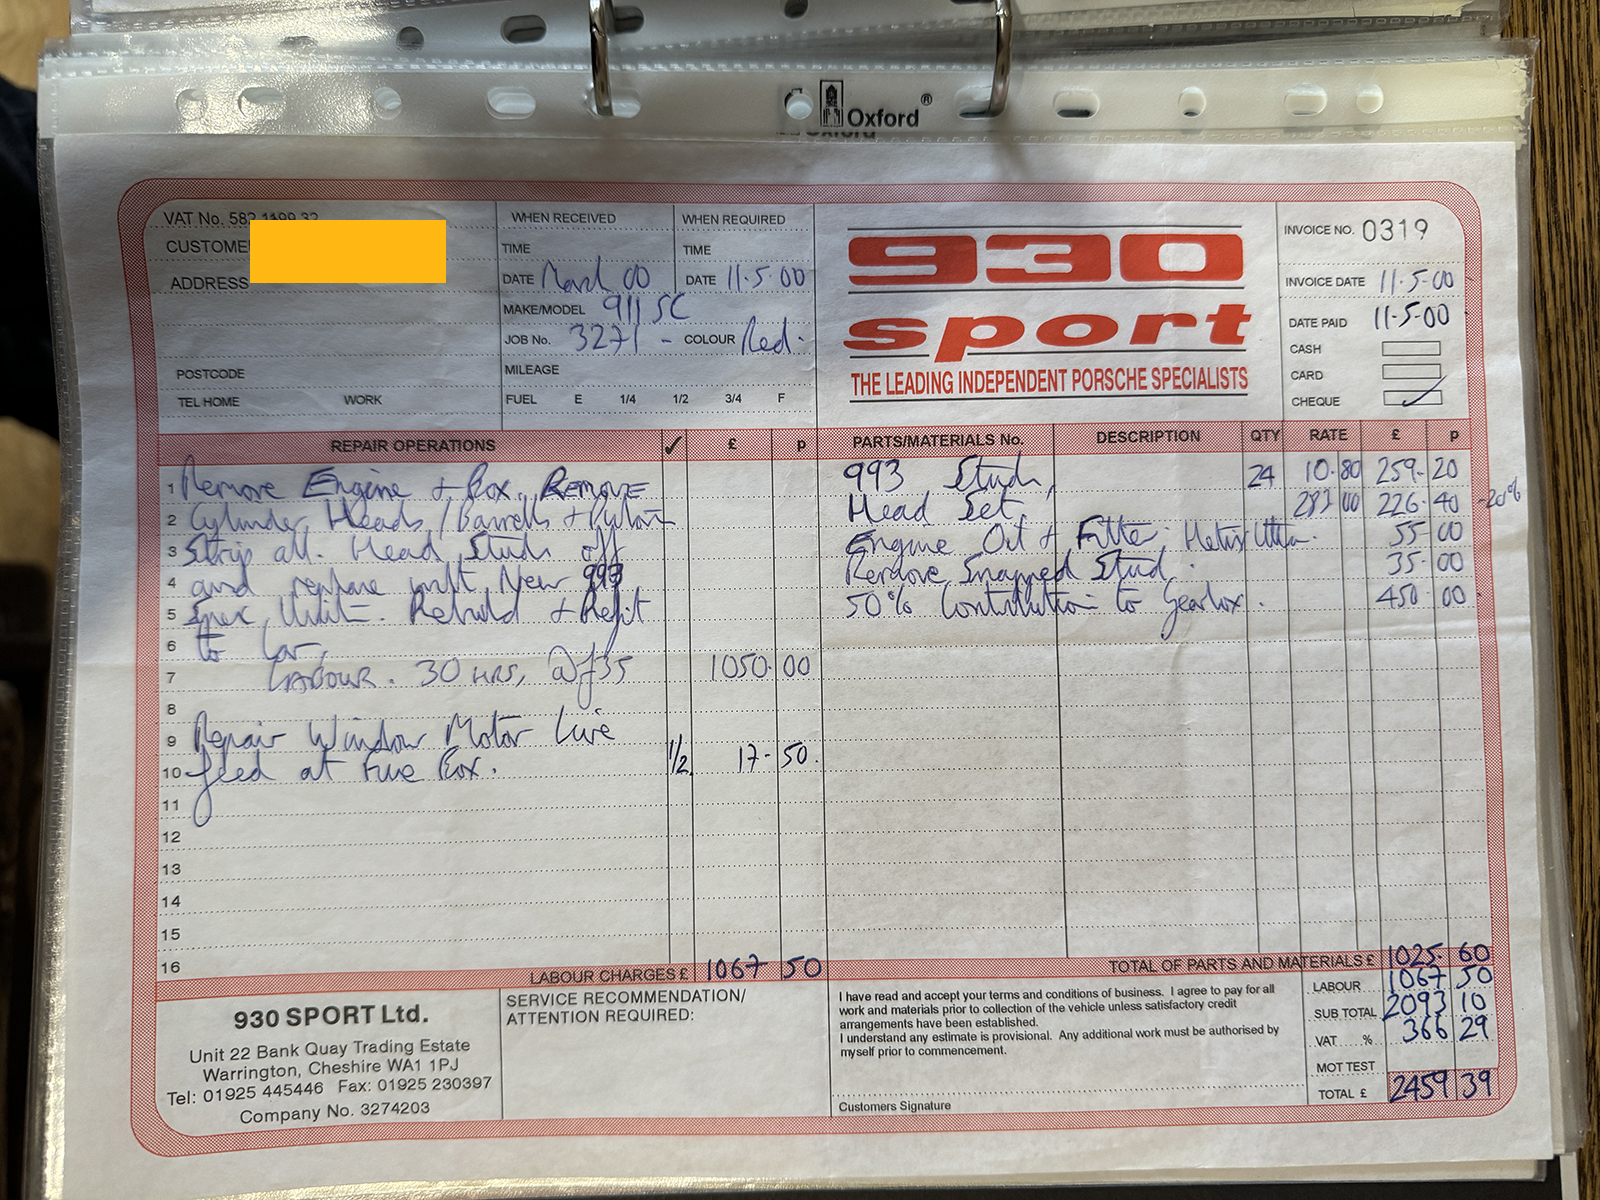 Oxford®
Oxford
VAT No. 582 1199 32
CUSTOME
ADDRESS
POSTCODE
TEL HOME WORK
WHEN RECEIVED
TIME
DATE March 00
WHEN REQUIRED
TIME
DATE 11.5.00
MAKE/MODEL 911 SC
JOB No. 3271 - COLOUR Red.
MILEAGE
FUEL E 1/4 1/2 3/4 F
930
sport
THE LEADING INDEPENDENT PORSCHE SPECIALISTS
INVOICE NO. 0319
INVOICE DATE 11.5.00
DATE PAID 11-5-00
CASH
CARD
CHEQUE ✓
REPAIR OPERATIONS ✓ £ p
1 Remove Engine + Box, Remove
2 Cylinder Heads / Barrells + Pistons
3 Strip all. Head Studs off
4 and replace with New 993
5 Spec Unit. Rebuild + Refit
6 to Car,
7 LABOUR. 30 HRS, @ £35 1050.00
8
9 Repair Window Motor Live
10 feed at Fuse Box. 1/2 17-50.
11
12
13
14
15
16
LABOUR CHARGES £ 1067 50
PARTS/MATERIALS No. DESCRIPTION QTY RATE £ p
993 Studs, 24 10.80 259. 20
Head Set, 283 00 226. 40 -20%
Engine Oil + Filter. 55-00
Remove Snapped Stud. 35-00
50% Contribution to Gearbox. 450 00
TOTAL OF PARTS AND MATERIALS £ 1025. 60
LABOUR 1067 50
SUB TOTAL 2093 10
VAT % 366 29
MOT TEST
TOTAL £ 2459 39
930 SPORT Ltd.
Unit 22 Bank Quay Trading Estate
Warrington, Cheshire WA1 1PJ
Tel: 01925 445446 Fax: 01925 230397
Company No. 3274203
SERVICE RECOMMENDATION/
ATTENTION REQUIRED:
I have read and accept your terms and conditions of business. I agree to pay for all
work and materials prior to collection of the vehicle unless satisfactory credit
arrangements have been established.
I understand any estimate is provisional. Any additional work must be authorised by
myself prior to commencement.
Customers Signature